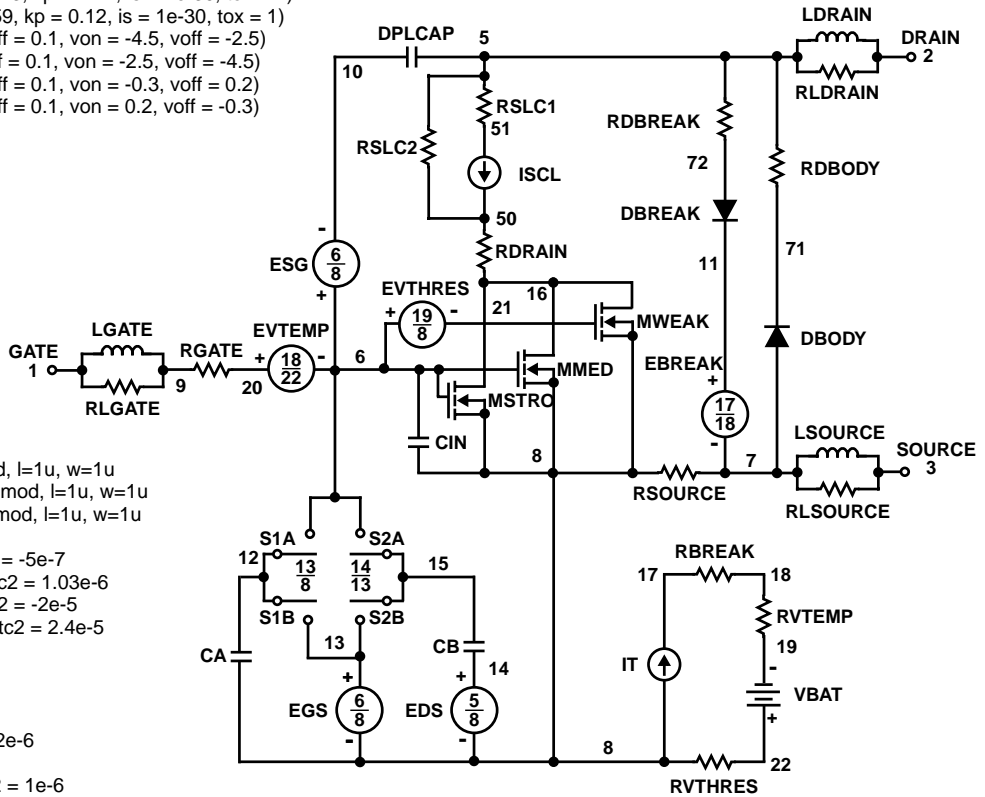 59, kp = 0.12, is = 1e-30, tox = 1)
ff = 0.1, von = -4.5, voff = -2.5)
f = 0.1, von = -2.5, voff = -4.5)
ff = 0.1, von = -0.3, voff = 0.2)
ff = 0.1, von = 0.2, voff = -0.3)
DPLCAP
5
10
LDRAIN
DRAIN
2
RLDRAIN
RSLC1
51
RSLC2
ISCL
50
RDRAIN
RDBREAK
72
RDBODY
DBREAK
71
11
-
ESG
6
8
+
EVTHRES
+
19
8
-
16
21
MWEAK
LGATE
GATE
1
RLGATE
9
RGATE
20
EVTEMP
+
18
22
-
6
MMED
MSTRO
DBODY
EBREAK
+
17
18
-
CIN
8
RSOURCE
7
LSOURCE
SOURCE
3
RLSOURCE
d, l=1u, w=1u
mod, l=1u, w=1u
mod, l=1u, w=1u
= -5e-7
c2 = 1.03e-6
2 = -2e-5
tc2 = 2.4e-5
2e-6
2 = 1e-6
S1A
S2A
12
13
8
14
13
15
S1B
S2B
13
CA
CB
14
+
EGS
6
8
-
+
EDS
5
8
-
8
RBREAK
17
18
RVTEMP
19
IT
-
VBAT
+
22
RVTHRES